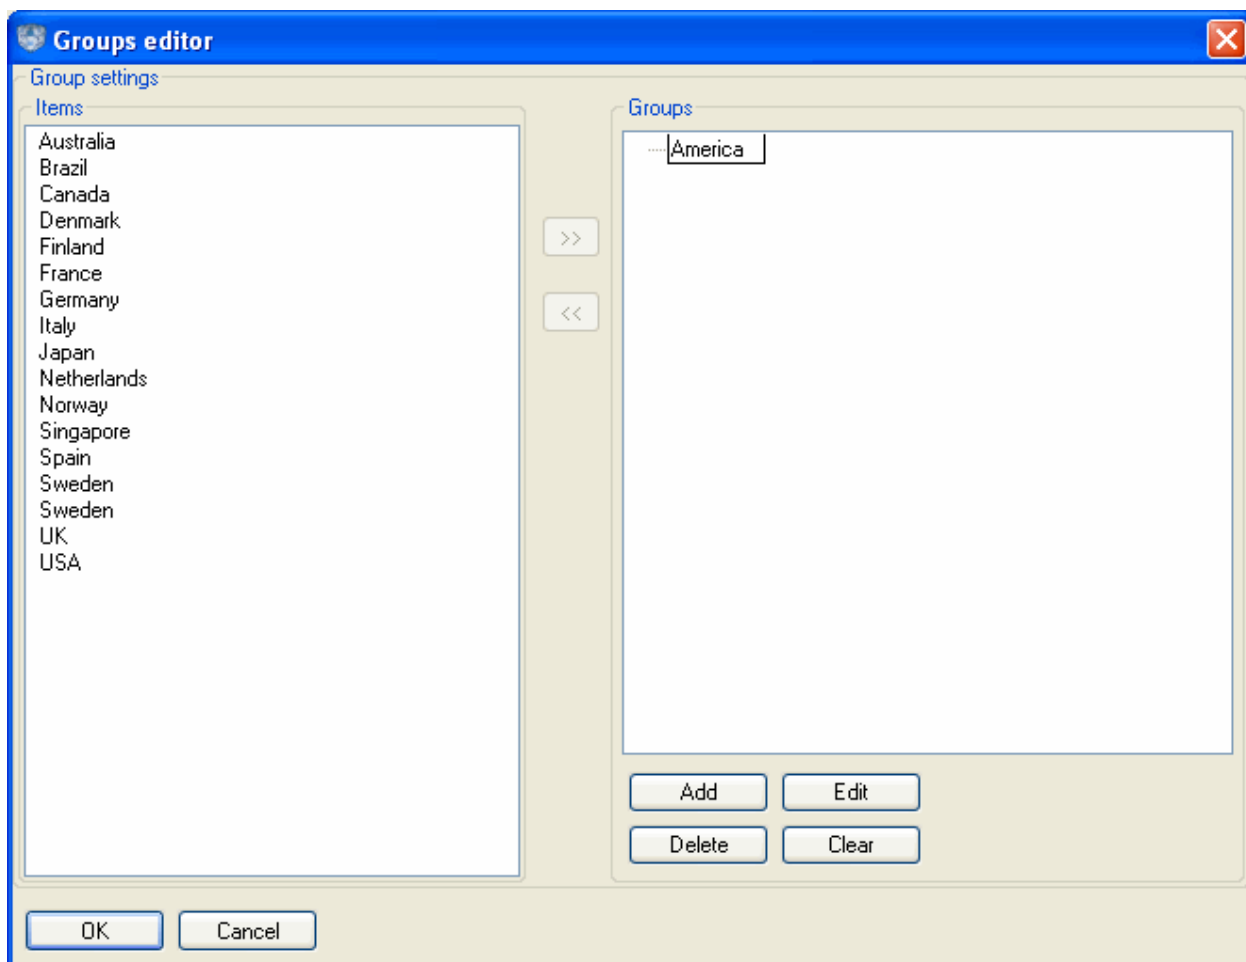 Groups editor
Group settings
Items
Australia
Brazil
Canada
Denmark
Finland
France
Germany
Italy
Japan
Netherlands
Norway
Singapore
Spain
Sweden
Sweden
UK
USA
>>
<<
Groups
America
Add
Edit
Delete
Clear
OK
Cancel